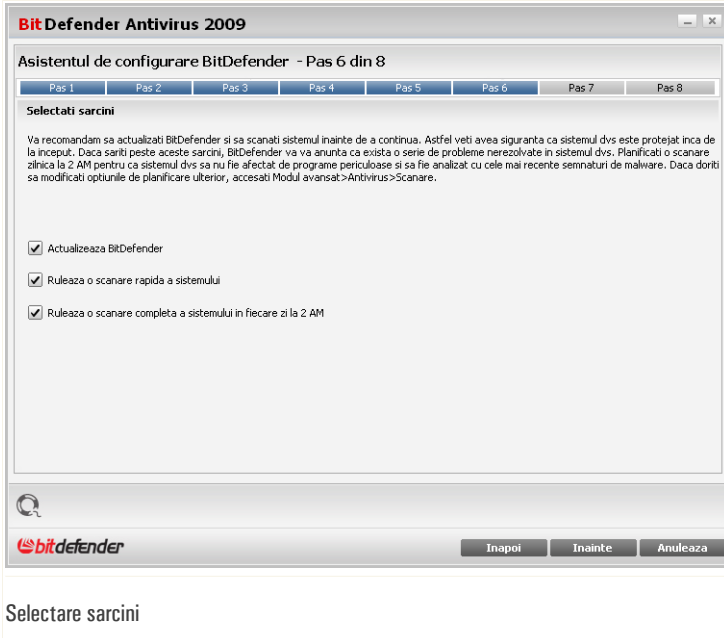 BitDefender Antivirus 2009
Asistentul de configurare BitDefender - Pas 6 din 8
Pas 1 Pas 2 Pas 3 Pas 4 Pas 5 Pas 6 Pas 7 Pas 8
Selectati sarcini
Va recomandam sa actualizati BitDefender si sa scanati sistemul inainte de a continua. Astfel veti avea siguranta ca sistemul dvs este protejat inca de
la inceput. Daca sariti peste aceste sarcini, BitDefender va va anunta ca exista o serie de probleme nerezolvate in sistemul dvs. Planificati o scanare
zilnica la 2 AM pentru ca sistemul dvs sa nu fie afectat de programe periculoase si sa fie analizat cu cele mai recente semnaturi de malware. Daca doriti
sa modificati optiunile de planificare ulterior, accesati Modul avansat>Antivirus>Scanare.
Actualizeaza BitDefender
Ruleaza o scanare rapida a sistemului
Ruleaza o scanare completa a sistemului in fiecare zi la 2 AM
bitdefender
Inapoi Inainte Anuleaza
Selectare sarcini